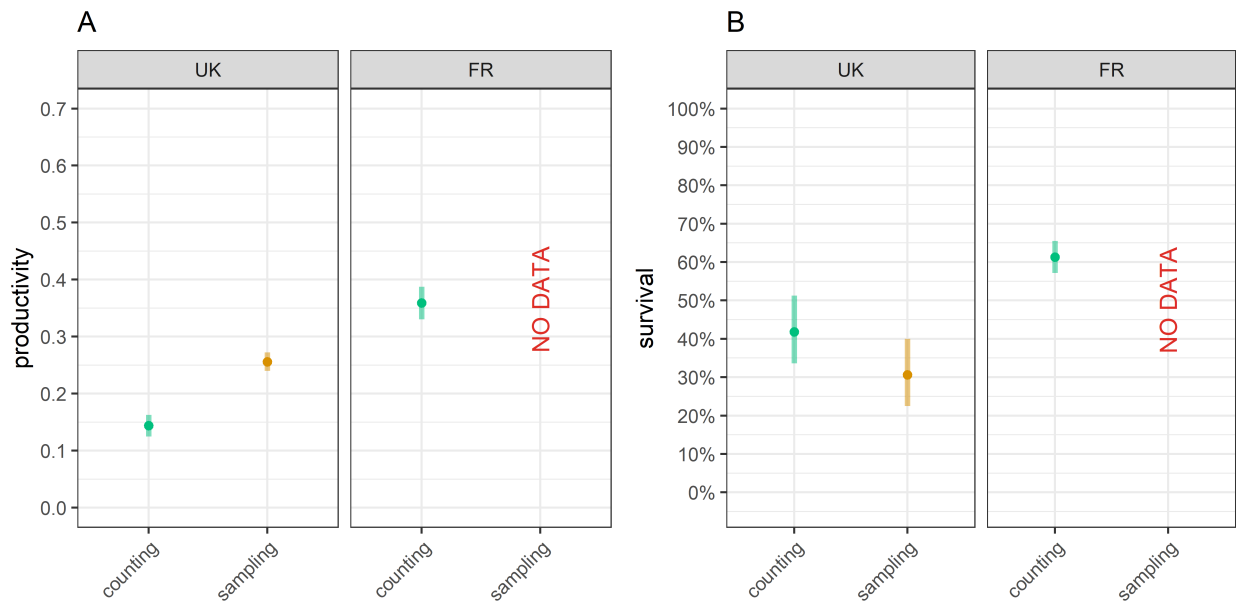 A
UK
FR
productivity
0.7
0.6
0.5
0.4
0.3
0.2
0.1
0.0
NO DATA
counting
sampling
counting
sampling
B
UK
FR
survival
100%
90%
80%
70%
60%
50%
40%
30%
20%
10%
0%
NO DATA
counting
sampling
counting
sampling